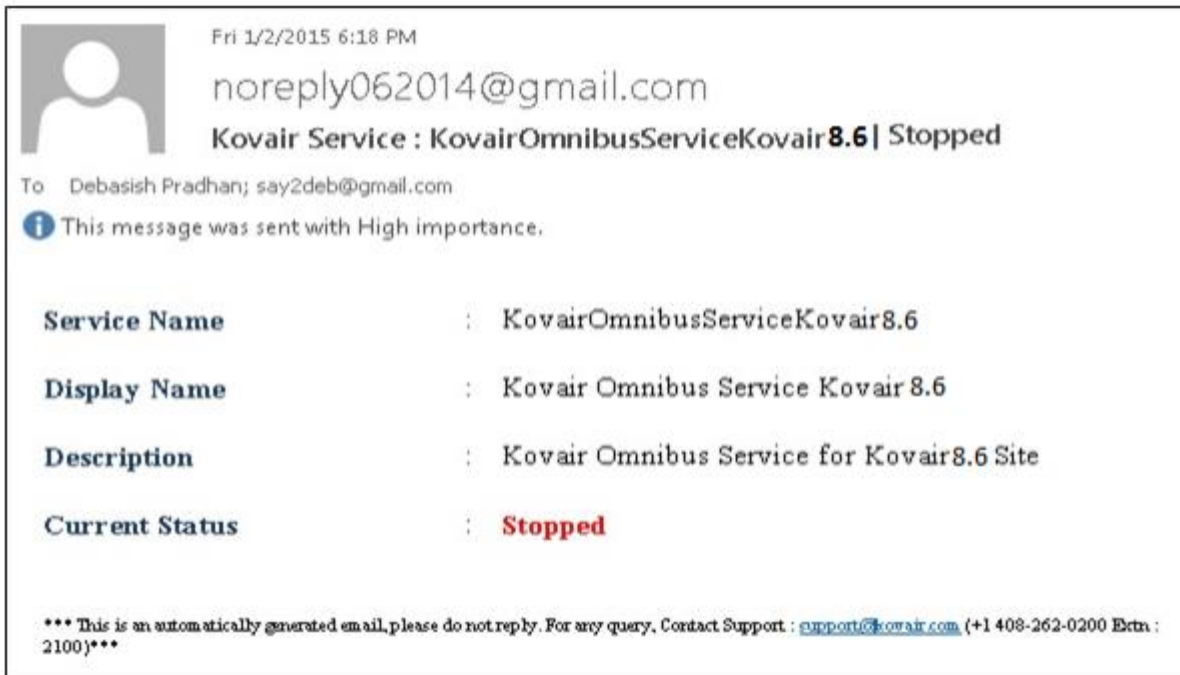 Fri 1/2/2015 6:18 PM
noreply062014@gmail.com
Kovair Service : KovairOmnibusServiceKovair8.6| Stopped
To Debasish Pradhan; say2deb@gmail.com
i This message was sent with High importance.
Service Name : KovairOmnibusServiceKovair8.6
Display Name : Kovair Omnibus Service Kovair 8.6
Description : Kovair Omnibus Service for Kovair8.6 Site
Current Status : Stopped
*** This is an automatically generated email, please do not reply. For any query, Contact Support : support@kovair.com (+1 408-262-0200 Extn :
2100)***